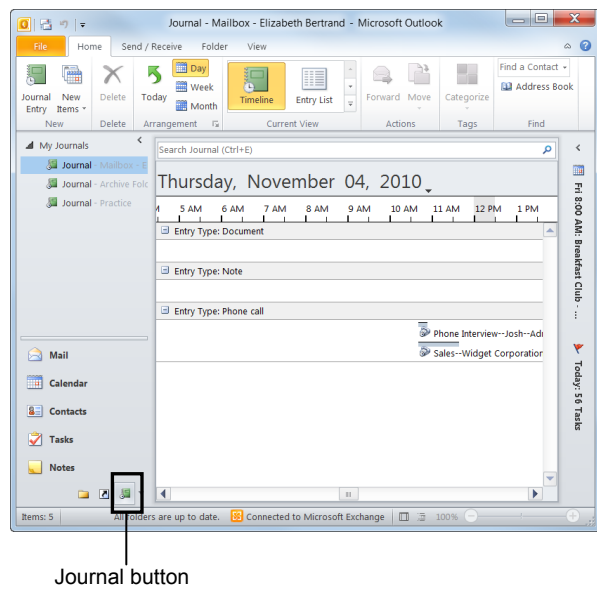 Journal - Mailbox - Elizabeth Bertrand - Microsoft Outlook
File Home Send / Receive Folder View
Journal Entry
New Items
Delete
Today
Day
Week
Month
Timeline
Entry List
Forward
Move
Categorize
Find a Contact
Address Book
New Delete Arrangement Current View Actions Tags Find
My Journals
Journal - Mailbox - E
Journal - Archive Fold
Journal - Practice
Search Journal (Ctrl+E)
Thursday, November 04, 2010
5 AM 6 AM 7 AM 8 AM 9 AM 10 AM 11 AM 12 PM 1 PM
Entry Type: Document
Entry Type: Note
Entry Type: Phone call
Phone Interview--Josh--Adı
Sales--Widget Corporation
Fri 8:00 AM: Breakfast Club - ...
Today: 56 Tasks
Mail
Calendar
Contacts
Tasks
Notes
Items: 5 All folders are up to date. Connected to Microsoft Exchange 100%
Journal button